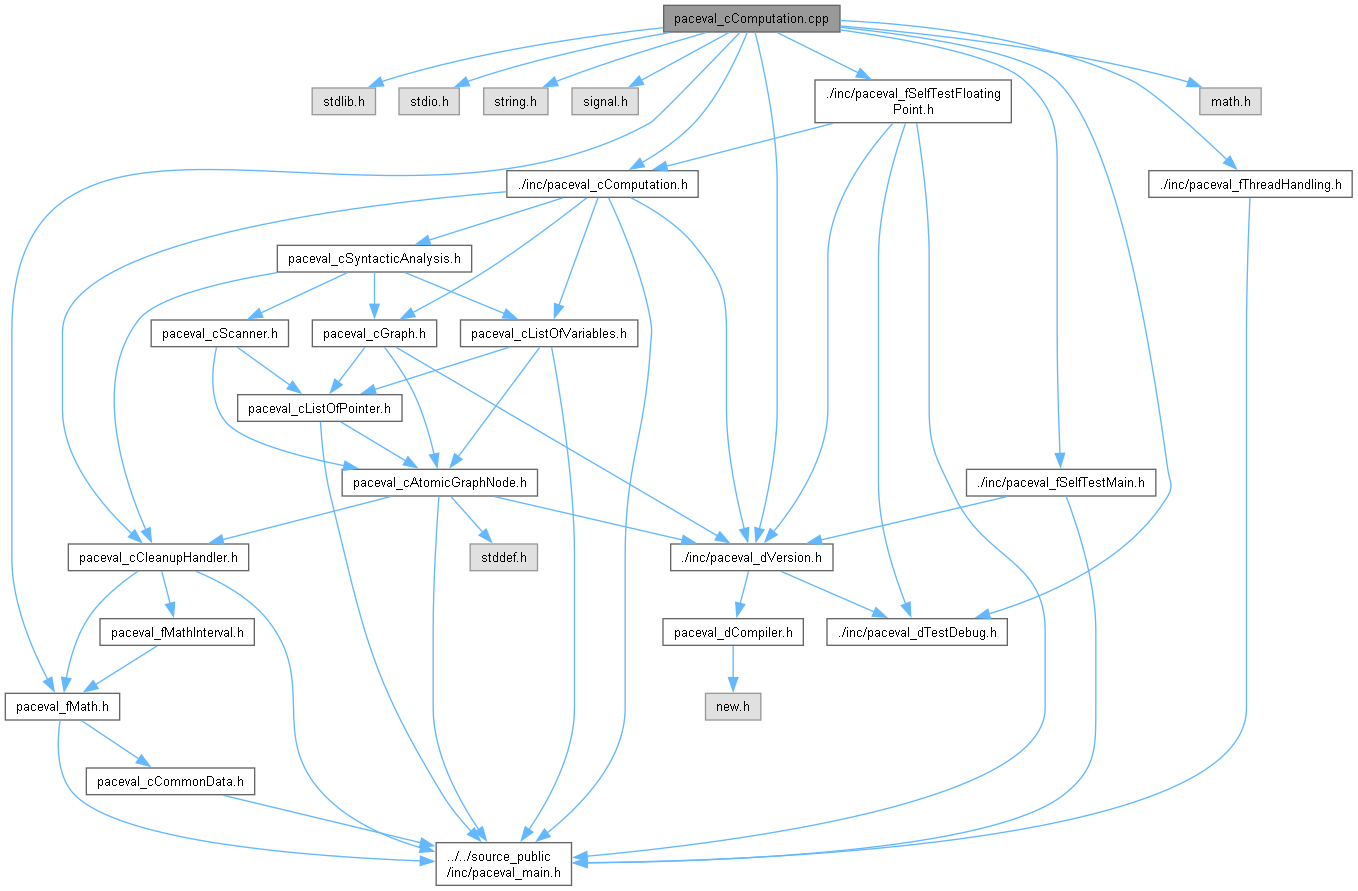 paceval_cComputation.cpp
stdlib.h
stdio.h
string.h
signal.h
./inc/paceval_fSelfTestFloating
Point.h
math.h
./inc/paceval_cComputation.h
./inc/paceval_fThreadHandling.h
paceval_cSyntacticAnalysis.h
paceval_cScanner.h
paceval_cGraph.h
paceval_cListOfVariables.h
paceval_cListOfPointer.h
paceval_cAtomicGraphNode.h
./inc/paceval_fSelfTestMain.h
paceval_cCleanupHandler.h
stddef.h
./inc/paceval_dVersion.h
paceval_fMathInterval.h
paceval_dCompiler.h
./inc/paceval_dTestDebug.h
paceval_fMath.h
new.h
paceval_cCommonData.h
../../source_public
/inc/paceval_main.h